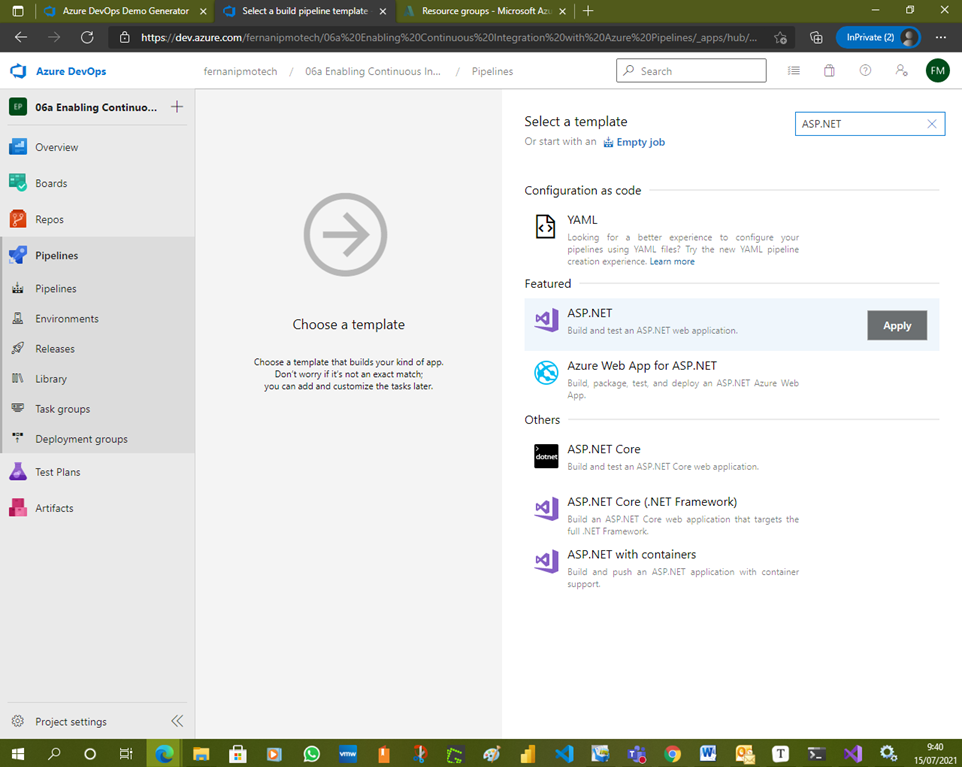 Azure DevOps Demo Generator
Select a build pipeline template
Resource groups - Microsoft Az
https://dev.azure.com/fernanipmotech/06a%20Enabling%20Continuous%20Integration%20with%20Azure%20Pipelines/_apps/hub/...
InPrivate (2)
Azure DevOps
fernanipmotech / 06a Enabling Continuous In... / Pipelines
Search
FM
EP
06a Enabling Continuo...
Overview
Boards
Repos
Pipelines
Pipelines
Environments
Releases
Library
Task groups
Deployment groups
Test Plans
Artifacts
Project settings
Choose a template
Choose a template that builds your kind of app.
Don't worry if it's not an exact match;
you can add and customize the tasks later.
Select a template
Or start with an Empty job
ASP.NET
Configuration as code
YAML
Looking for a better experience to configure your
pipelines using YAML files? Try the new YAML pipeline
creation experience. Learn more
Featured
ASP.NET
Build and test an ASP.NET web application.
Apply
Azure Web App for ASP.NET
Build, package, test, and deploy an ASP.NET Azure Web
App.
Others
dotnet
ASP.NET Core
Build and test an ASP.NET Core web application.
ASP.NET Core (.NET Framework)
Build an ASP.NET Core web application that targets the
full .NET Framework.
ASP.NET with containers
Build and push an ASP.NET application with container
support.
vmw
T
9:40
15/07/2021